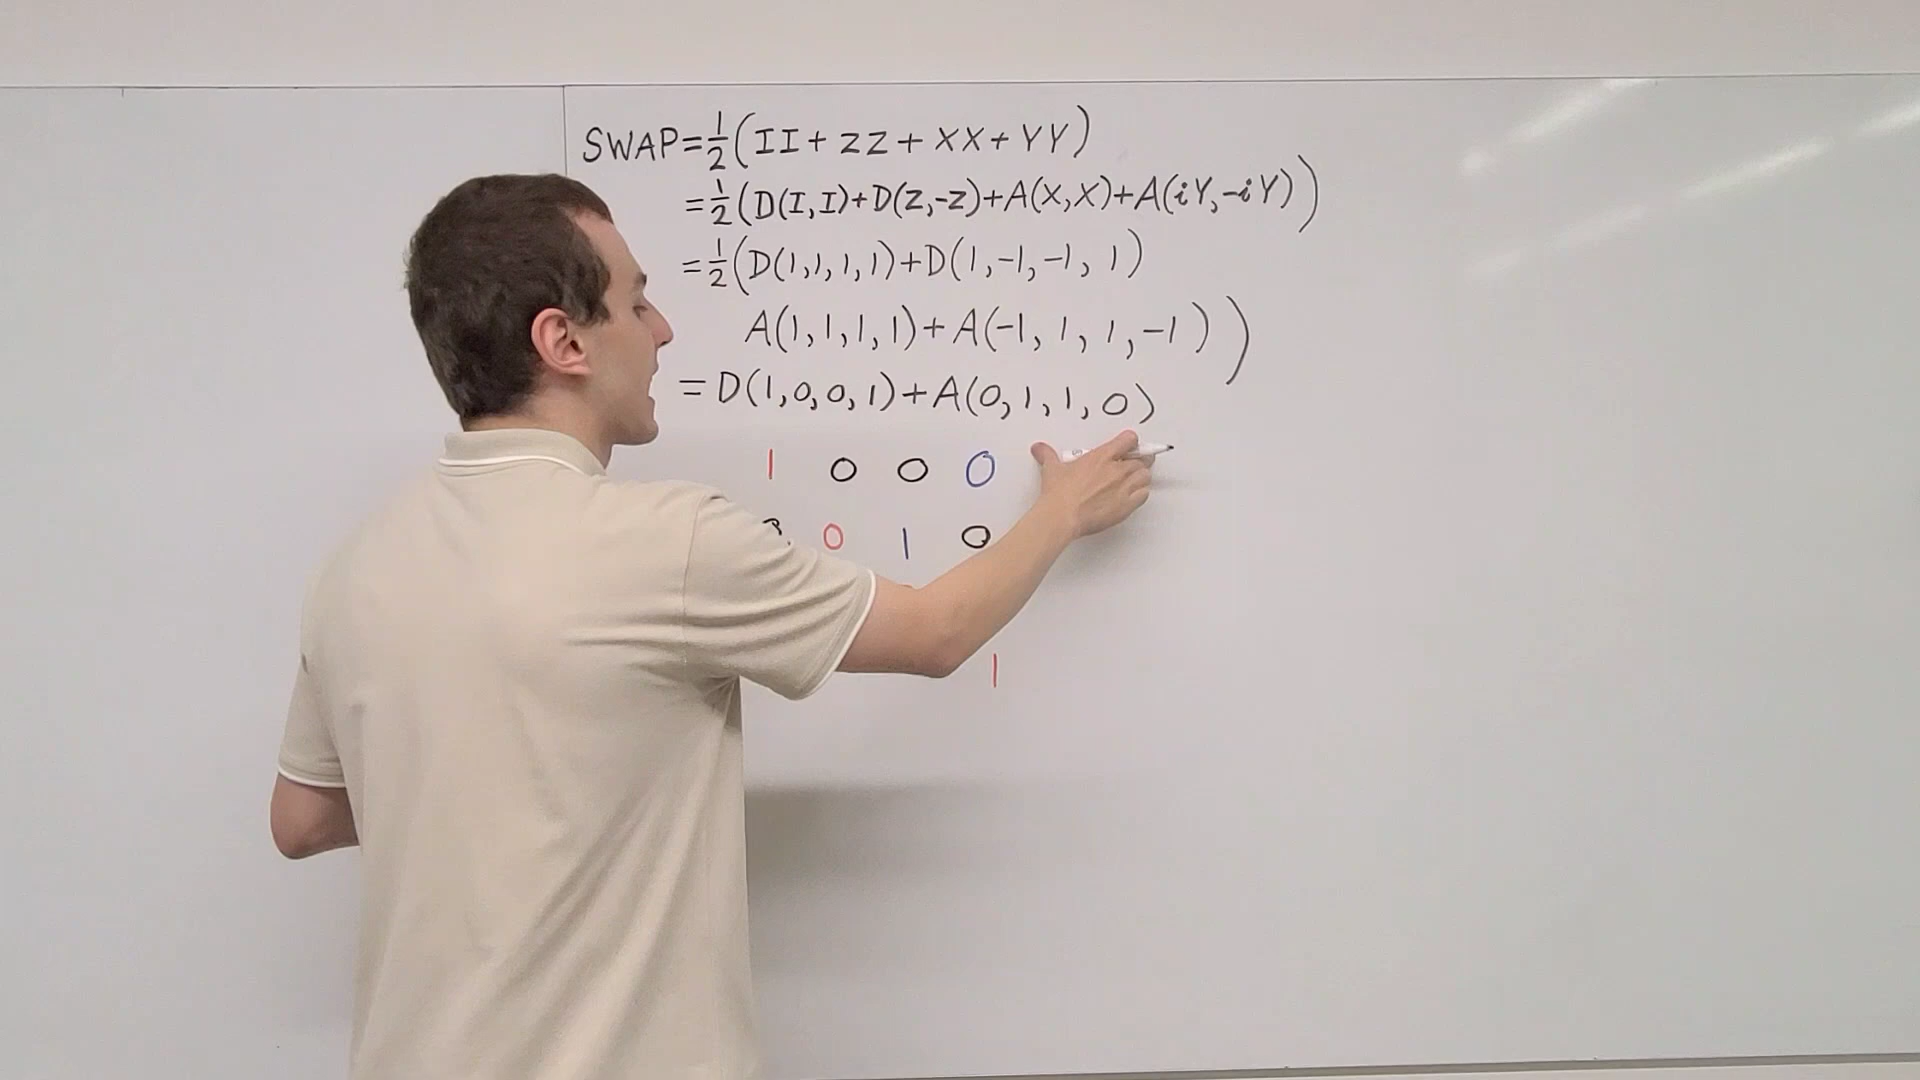 SWAP=½(II+ZZ+XX+YY)
=½(D(I,I)+D(Z,-Z)+A(X,X)+A(iY,-iY))
=½(D(1,1,1,1)+D(1,-1,-1,1)
A(1,1,1,1)+A(-1,1,1,-1))
=D(1,0,0,1)+A(0,1,1,0)
1 0 0 0
0 1 0
1